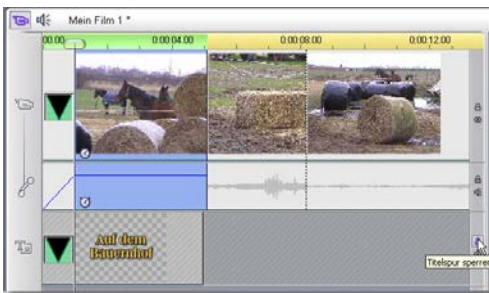 Mein Film 1 *
00.00 0:00:04.00 0:00:08.00 0:00:12.00
Auf dem
Bauernhof
Titelspur sperren